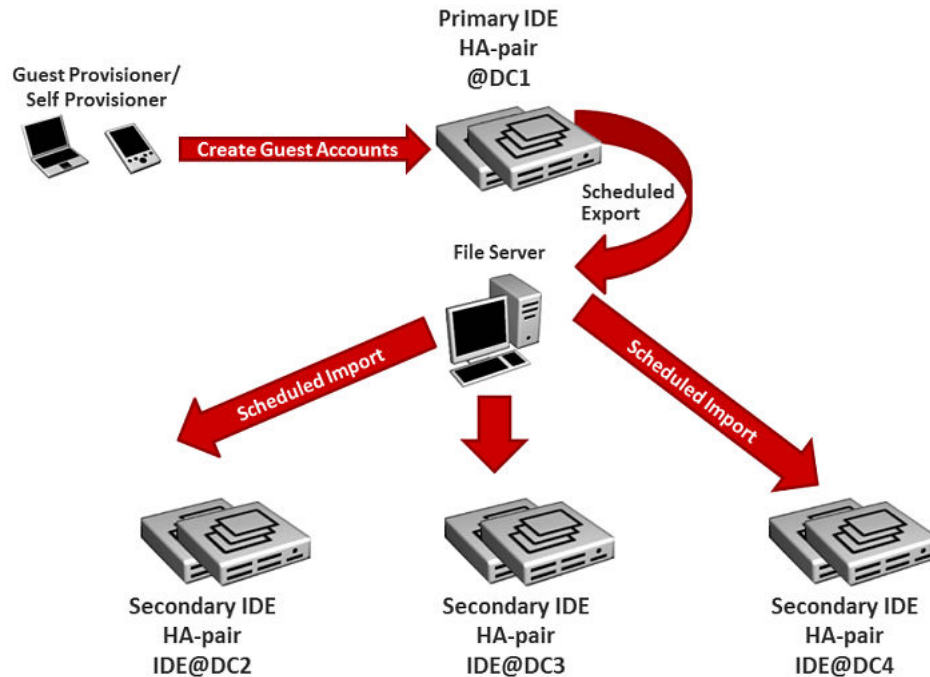 Primary IDE
HA-pair
@DC1
Guest Provisioner/
Self Provisioner
Create Guest Accounts
Scheduled
Export
File Server
Scheduled Import
Scheduled Import
Secondary IDE
HA-pair
IDE@DC2
Secondary IDE
HA-pair
IDE@DC3
Secondary IDE
HA-pair
IDE@DC4